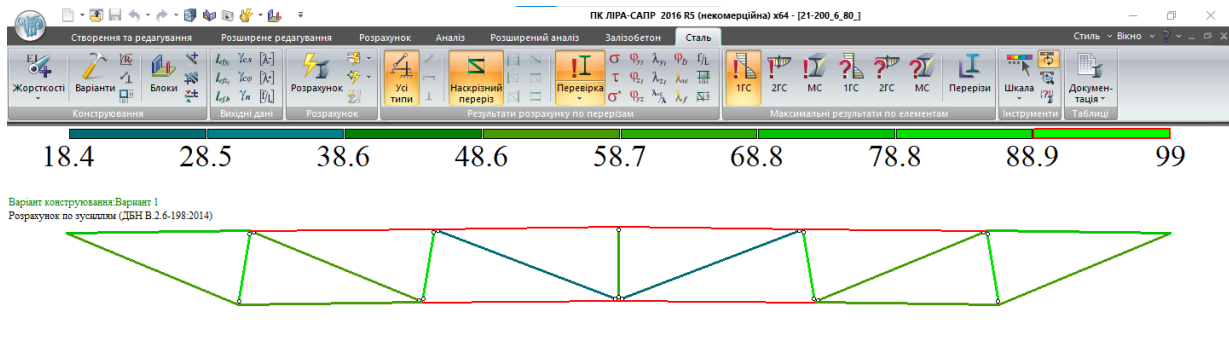 ПК ЛІРА-САПР 2016 R5 (некомерційна) x64 - [21-200_6_80_]
Створення та редагування Розширене редагування Розрахунок Аналіз Розширений аналіз Залізобетон Сталь Стиль Вікно
Жорсткості Варіанти Блоки Розрахунок Усі типи Наскрізний переріз Перевірка 1ГС 2ГС МС 1ГС 2ГС МС Перерізи Шкала Докумен-тація
Конструювання Вихідні дані Розрахунок Результати розрахунку по перерізам Максимальні результати по елементам Інструменти Таблиці
18.4 28.5 38.6 48.6 58.7 68.8 78.8 88.9 99
Варіант конструювання:Вариант 1
Розрахунок по зусиллям (ДБН В.2.6-198:2014)